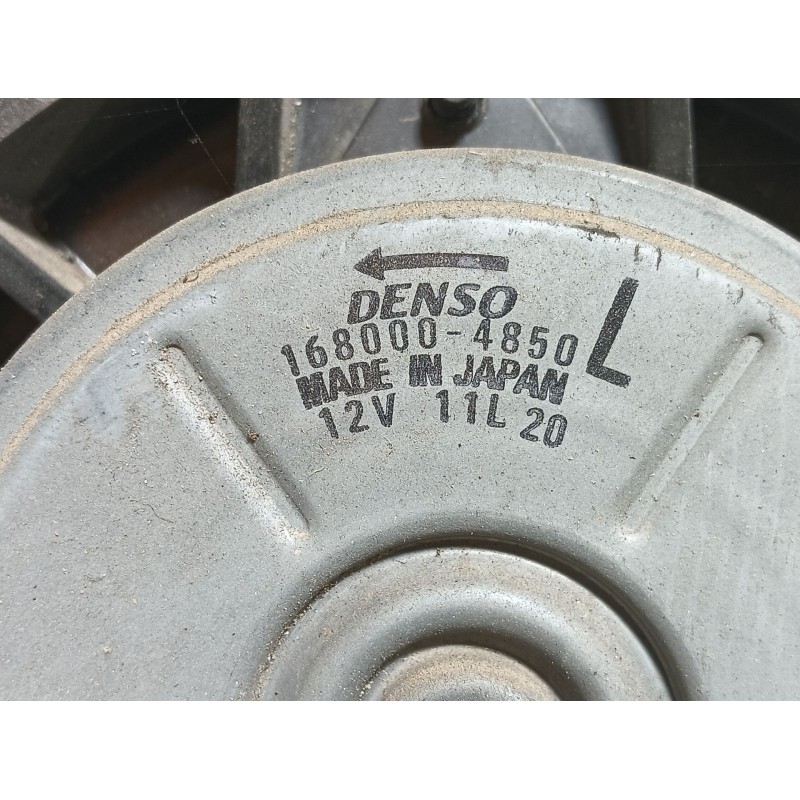 DENSO
168000-4850 L
MADE IN JAPAN
12V 11L 20